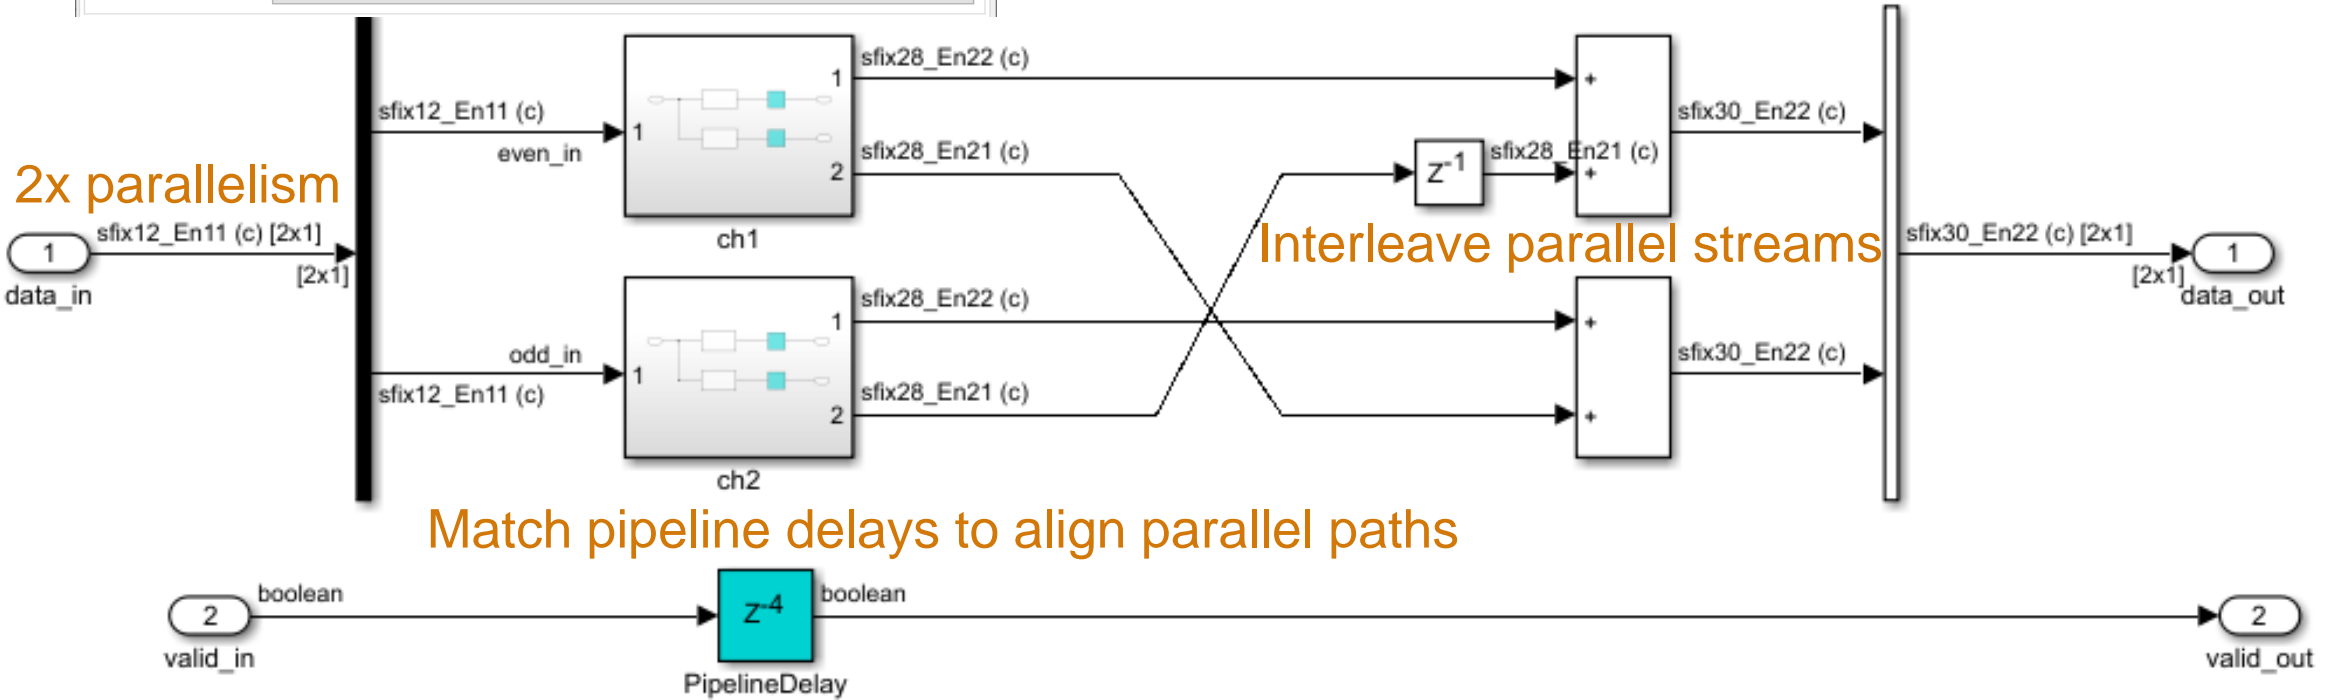 sfix28_En22 (c)
1
+
sfix12_En11 (c)
sfix30_En22 (c)
1
even_in
sfix28_En21 (c)
2
Z-1
sfix28_En21 (c)
+
2x parallelism
ch1
Interleave parallel streams
sfix12_En11 (c) [2x1]
1
[2x1]
data_in
sfix30_En22 (c) [2x1]
1
[2x1]
data_out
sfix28_En22 (c)
1
+
odd_in
1
sfix12_En11 (c)
sfix30_En22 (c)
sfix28_En21 (c)
2
+
ch2
Match pipeline delays to align parallel paths
boolean
2
valid_in
Z-4
boolean
PipelineDelay
2
valid_out